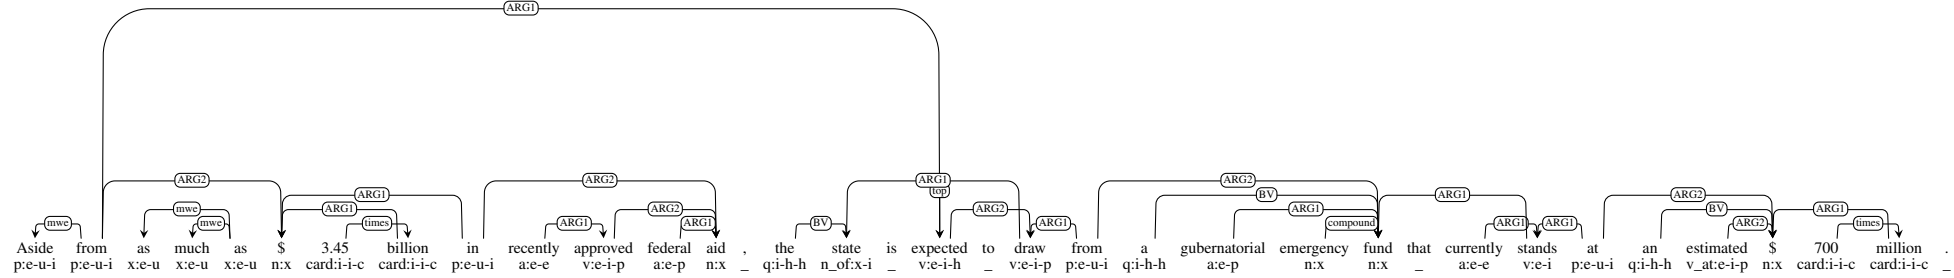 ARG1
ARG2 ARG2 ARG1 ARG2
ARG1 top BV ARG1 ARG2
mwe ARG1 ARG2 ARG2 ARG1 BV ARG1
mwe mwe times ARG1 ARG1 BV ARG1 compound ARG1 ARG1 ARG2 times
Aside from as much as $ 3.45 billion in recently approved federal aid , the state is expected to draw from a gubernatorial emergency fund that currently stands at an estimated $ 700 million .
p:e-u-i p:e-u-i x:e-u x:e-u x:e-u n:x card:i-i-c card:i-i-c p:e-u-i a:e-e v:e-i-p a:e-p n:x _ q:i-h-h n_of:x-i _ v:e-i-h _ v:e-i-p p:e-u-i q:i-h-h a:e-p n:x n:x _ a:e-e v:e-i p:e-u-i q:i-h-h v_at:e-i-p n:x card:i-i-c card:i-i-c _